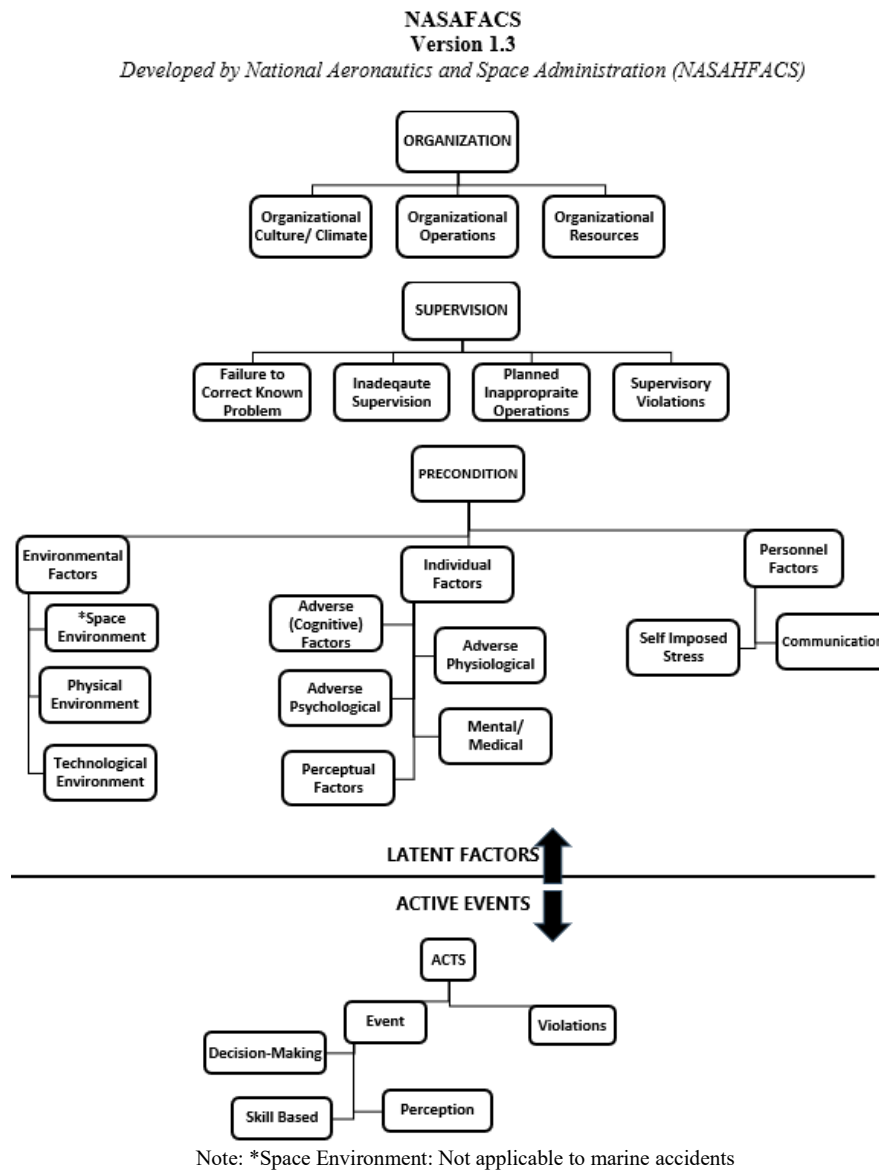 NASAFACS
Version 1.3
Developed by National Aeronautics and Space Administration (NASAHFACS)
ORGANIZATION
Organizational
Culture/ Climate
Organizational
Operations
Organizational
Resources
SUPERVISION
Failure to
Correct Known
Problem
Inadeqaute
Supervision
Planned
Inappropraite
Operations
Supervisory
Violations
PRECONDITION
Environmental
Factors
*Space
Environment
Physical
Environment
Technological
Environment
Individual
Factors
Adverse
(Cognitive)
Factors
Adverse
Physiological
Adverse
Psychological
Mental/
Medical
Perceptual
Factors
Personnel
Factors
Self Imposed
Stress
Communication
LATENT FACTORS
ACTIVE EVENTS
ACTS
Event
Violations
Decision-Making
Skill Based
Perception
Note: *Space Environment: Not applicable to marine accidents